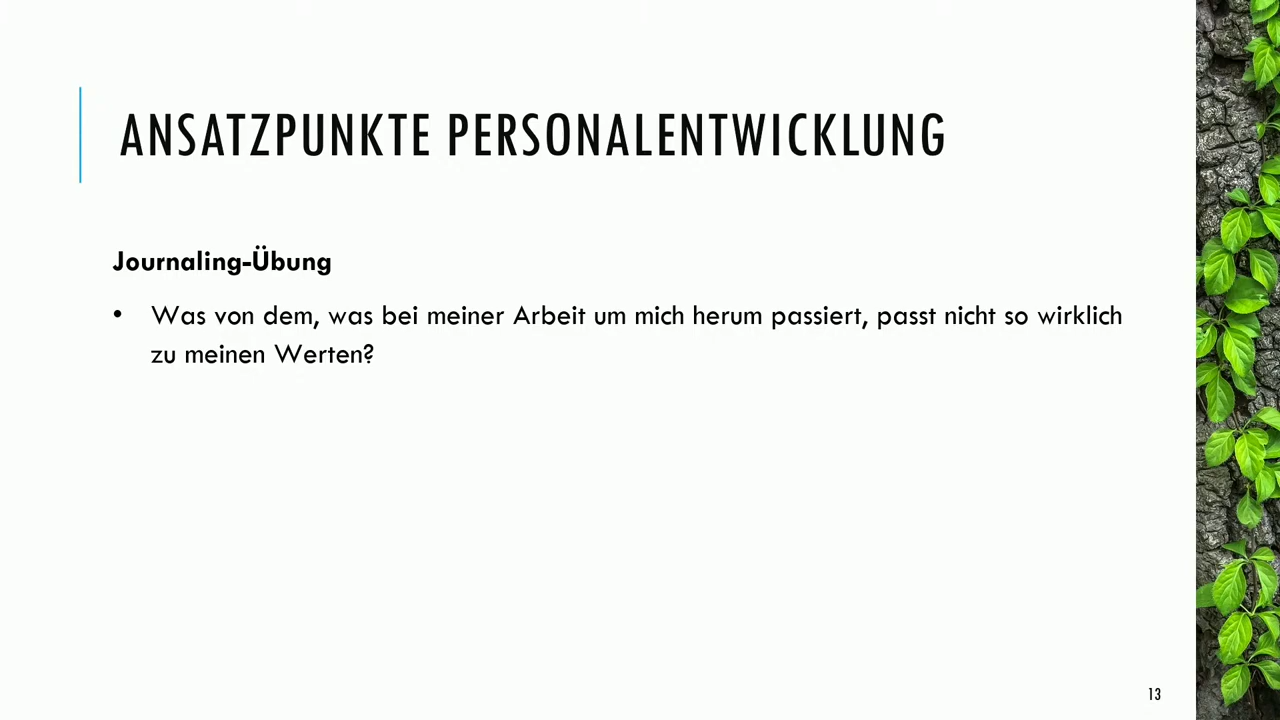 ANSATZPUNKTE PERSONALENTWICKLUNG
Journaling-Übung
• Was von dem, was bei meiner Arbeit um mich herum passiert, passt nicht so wirklich
zu meinen Werten?
13